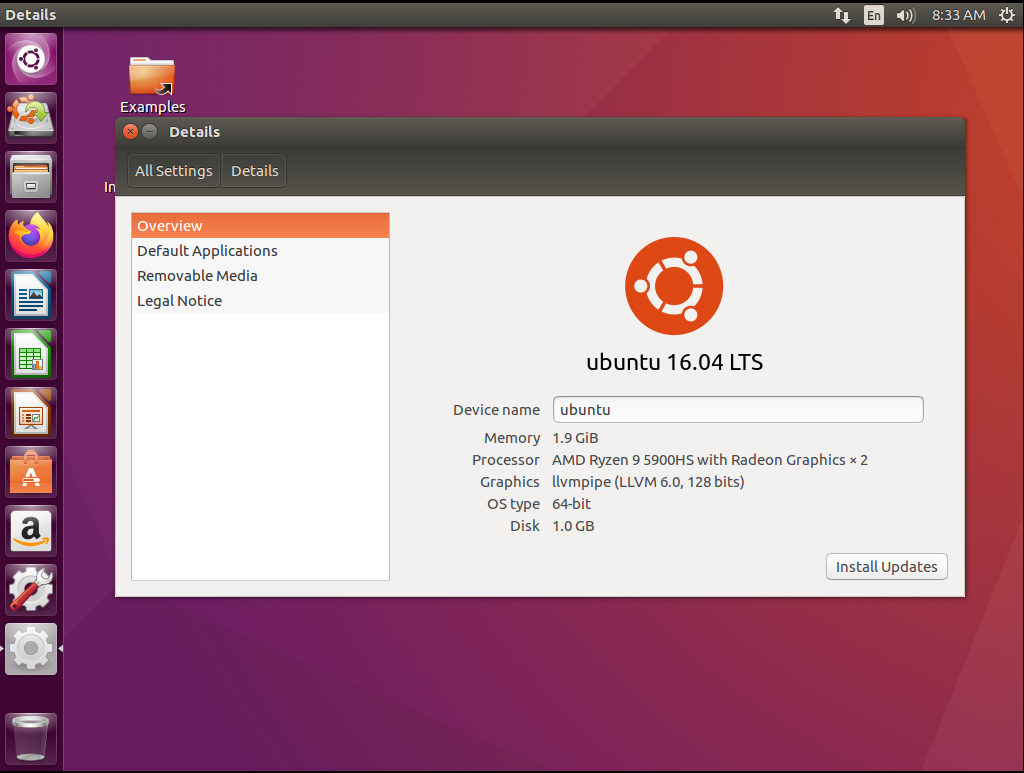 Details
En
8:33 AM
Examples
In
Details
All Settings
Details
Overview
Default Applications
Removable Media
Legal Notice
ubuntu 16.04 LTS
Device name ubuntu
Memory 1.9 GiB
Processor AMD Ryzen 9 5900HS with Radeon Graphics × 2
Graphics llvmpipe (LLVM 6.0, 128 bits)
OS type 64-bit
Disk 1.0 GB
Install Updates
A
a